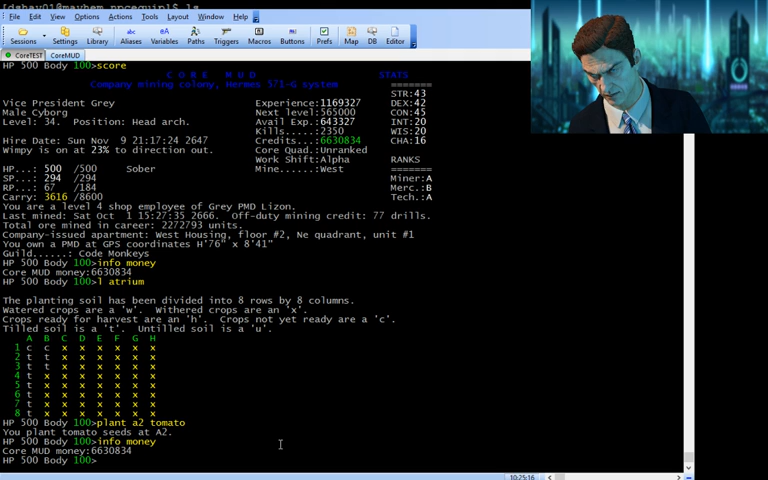 [dshav01@mayhem npcequip]$ ls
File Edit View Options Actions Tools Layout Window Help
Sessions Settings Library Aliases Variables Paths Triggers Macros Buttons Prefs Map DB Editor
CoreTEST CoreMUD
HP 500 Body 100>score
C O R E M U D STATS
Company mining colony, Hermes 571-G system =======
STR:43
Vice President Grey Experience:1169327 DEX:42
Male Cyborg Next level:565000 CON:45
Level: 34. Position: Head arch. Avail Exp.:643327 INT:20
Kills.....:2350 WIS:20
Hire Date: Sun Nov 9 21:17:24 2647 Credits...:6630834 CHA:16
Wimpy is on at 23% to direction out. Core Quad.:Unranked
Work Shift:Alpha RANKS
HP...: 500 /500 Sober Mine......:West =======
SP...: 294 /294 Miner:A
RP...: 67 /184 Merc.:B
Carry: 3616 /8600 Tech.:A
You are a level 4 shop employee of Grey PMD Lizon.
Last mined: Sat Oct 1 15:27:35 2666. Off-duty mining credit: 77 drills.
Total ore mined in career: 2272793 units.
Company-issued apartment: West Housing, floor #2, Ne quadrant, unit #1
You own a PMD at GPS coordinates H'76" x 8'41"
Guild......: Code Monkeys
HP 500 Body 100>info money
Core MUD money:6630834
HP 500 Body 100>l atrium
The planting soil has been divided into 8 rows by 8 columns.
Watered crops are a 'w'. Withered crops are an 'x'.
Crops ready for harvest are an 'h'. Crops not yet ready are a 'c'.
Tilled soil is a 't'. Untilled soil is a 'u'.
A B C D E F G H
1 c c x x x x x x
2 t t x x x x x x
3 t t x x x x x x
4 t x x x x x x x
5 t x x x x x x x
6 t x x x x x x x
7 t x x x x x x x
8 t x x x x x x x
HP 500 Body 100>plant a2 tomato
You plant tomato seeds at A2.
HP 500 Body 100>info money
Core MUD money:6630834
HP 500 Body 100>
10:25:16